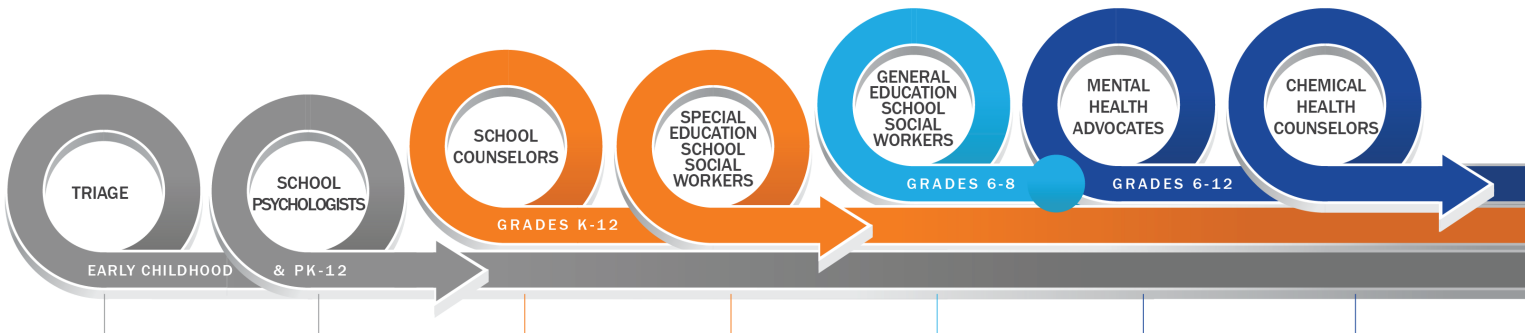 TRIAGE
SCHOOL
PSYCHOLOGISTS
EARLY CHILDHOOD & PK-12
SCHOOL
COUNSELORS
SPECIAL
EDUCATION
SCHOOL
SOCIAL
WORKERS
GRADES K-12
GENERAL
EDUCATION
SCHOOL
SOCIAL
WORKERS
GRADES 6-8
MENTAL
HEALTH
ADVOCATES
CHEMICAL
HEALTH
COUNSELORS
GRADES 6-12